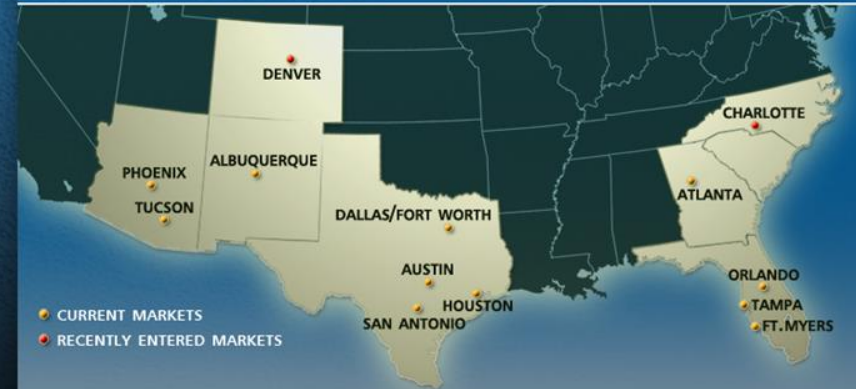 DENVER
CHARLOTTE
PHOENIX
ALBUQUERQUE
TUCSON
ATLANTA
DALLAS/FORT WORTH
AUSTIN
HOUSTON
SAN ANTONIO
ORLANDO
TAMPA
FT. MYERS
CURRENT MARKETS
RECENTLY ENTERED MARKETS